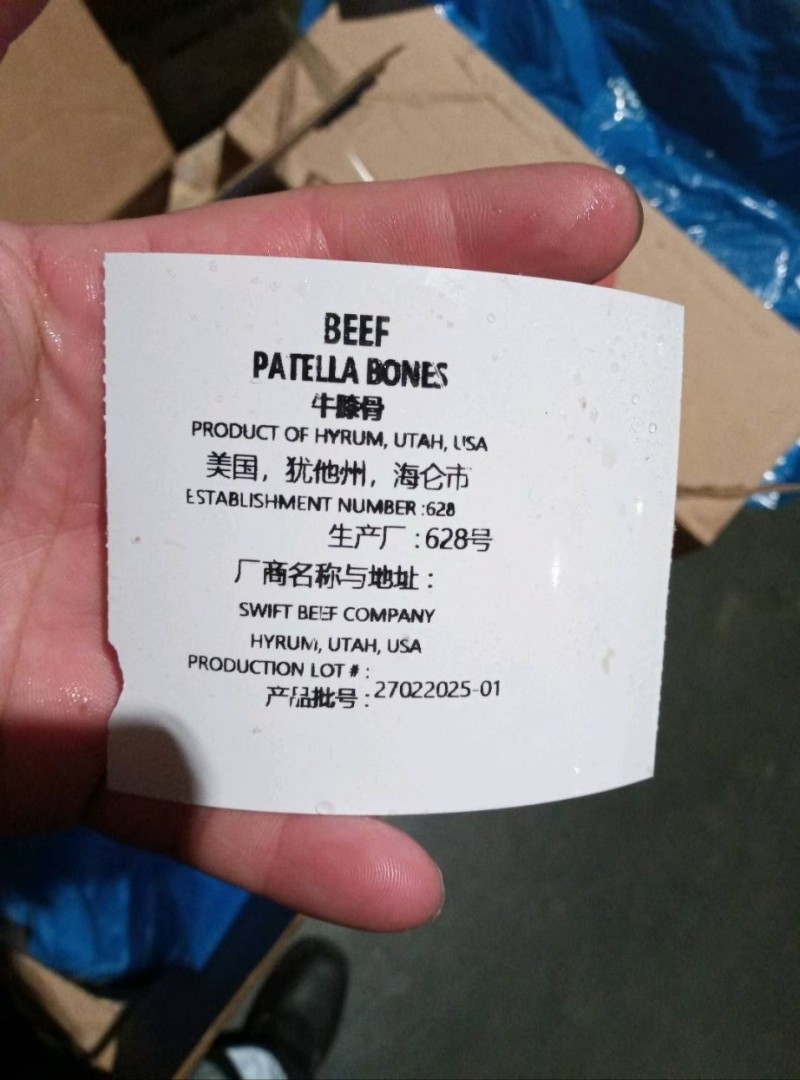 BEEF
PATELLA BONES
牛膝骨
PRODUCT OF HYRUM, UTAH, USA
美国，犹他州，海仑市
ESTABLISHMENT NUMBER :628
生产厂 :628号
厂商名称与地址 :
SWIFT BEEF COMPANY
HYRUM, UTAH, USA
PRODUCTION LOT # :
产品批号 : 27022025-01